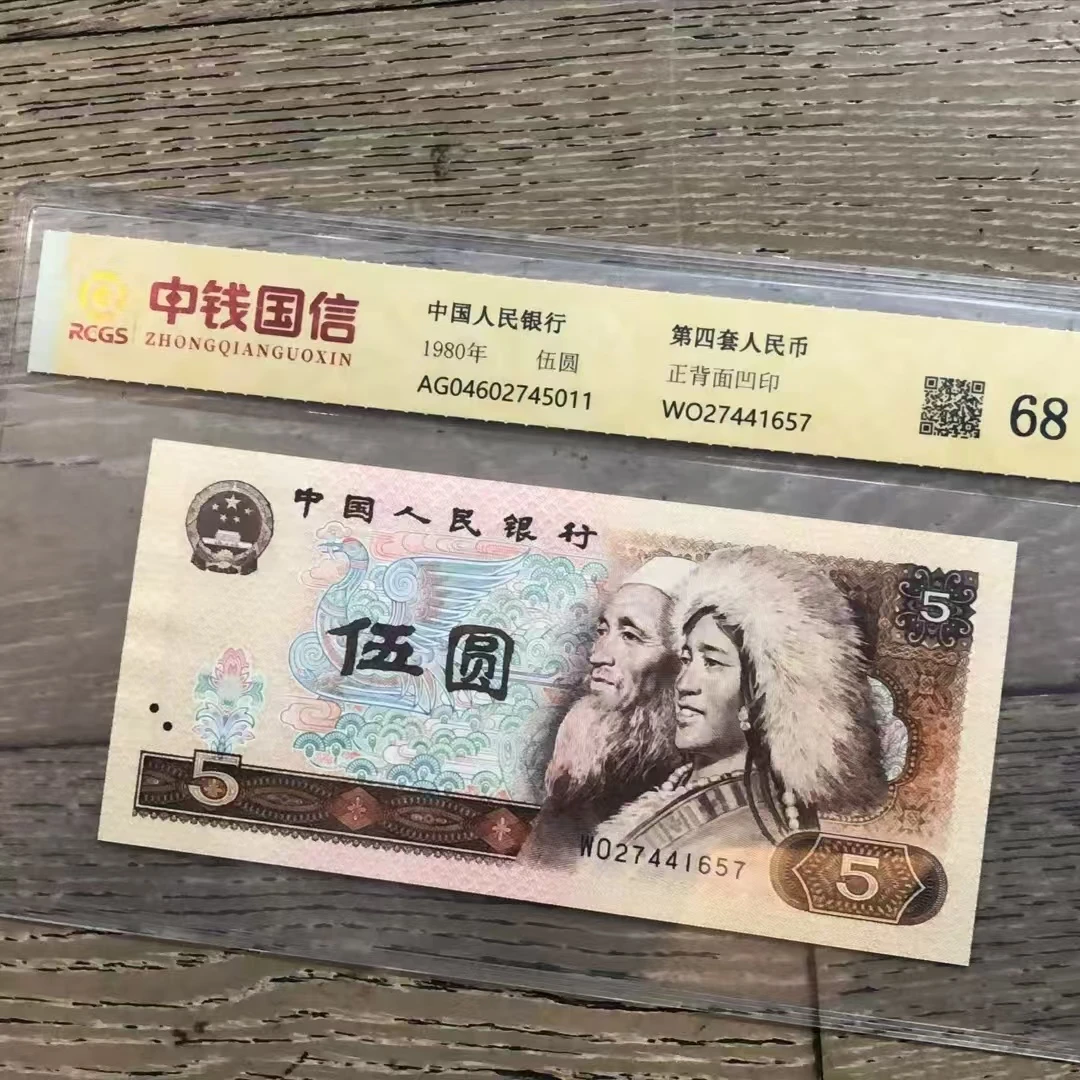 RCGS
中钱国信
ZHONGQIANGUOXIN
中国人民银行
1980年 伍圆
AG04602745011
第四套人民币
正背面凹印
WO27441657
68
中国人民银行
伍圆
5
5
WO27441657
5